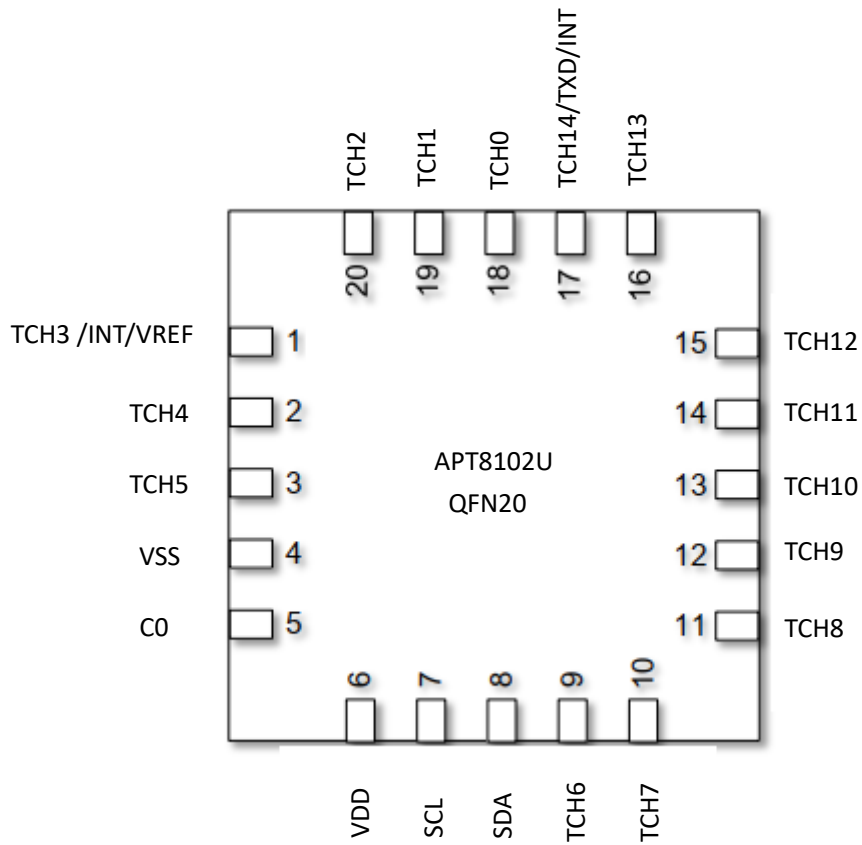 TCH2
TCH1
TCH0
TCH14/TXD/INT
TCH13
20
19
18
17
16
TCH3 /INT/VREF 1
15 TCH12
TCH4 2
14 TCH11
TCH5 3
APT8102U
QFN20
13 TCH10
VSS 4
12 TCH9
C0 5
11 TCH8
6
7
8
9
10
VDD
SCL
SDA
TCH6
TCH7